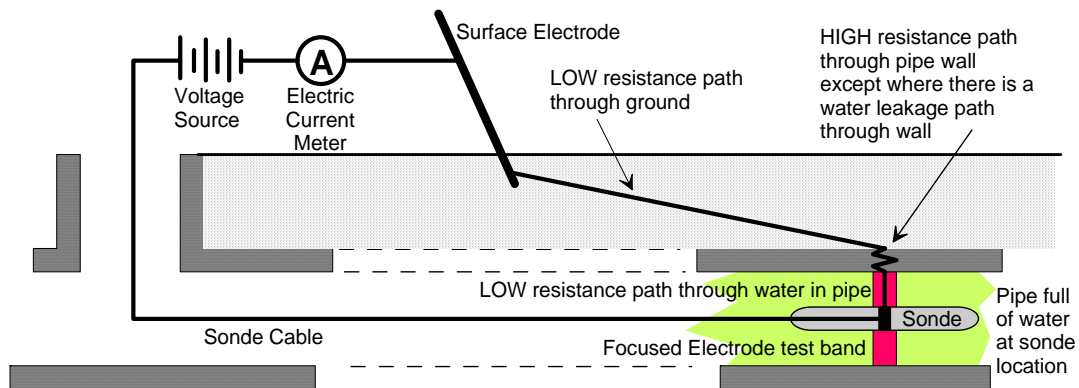 Surface Electrode
HIGH resistance path
through pipe wall
except where there is a
water leakage path
through wall
A
LOW resistance path
through ground
Voltage
Source
Electric
Current
Meter
LOW resistance path through water in pipe
Sonde
Pipe full
of water
at sonde
location
Sonde Cable
Focused Electrode test band